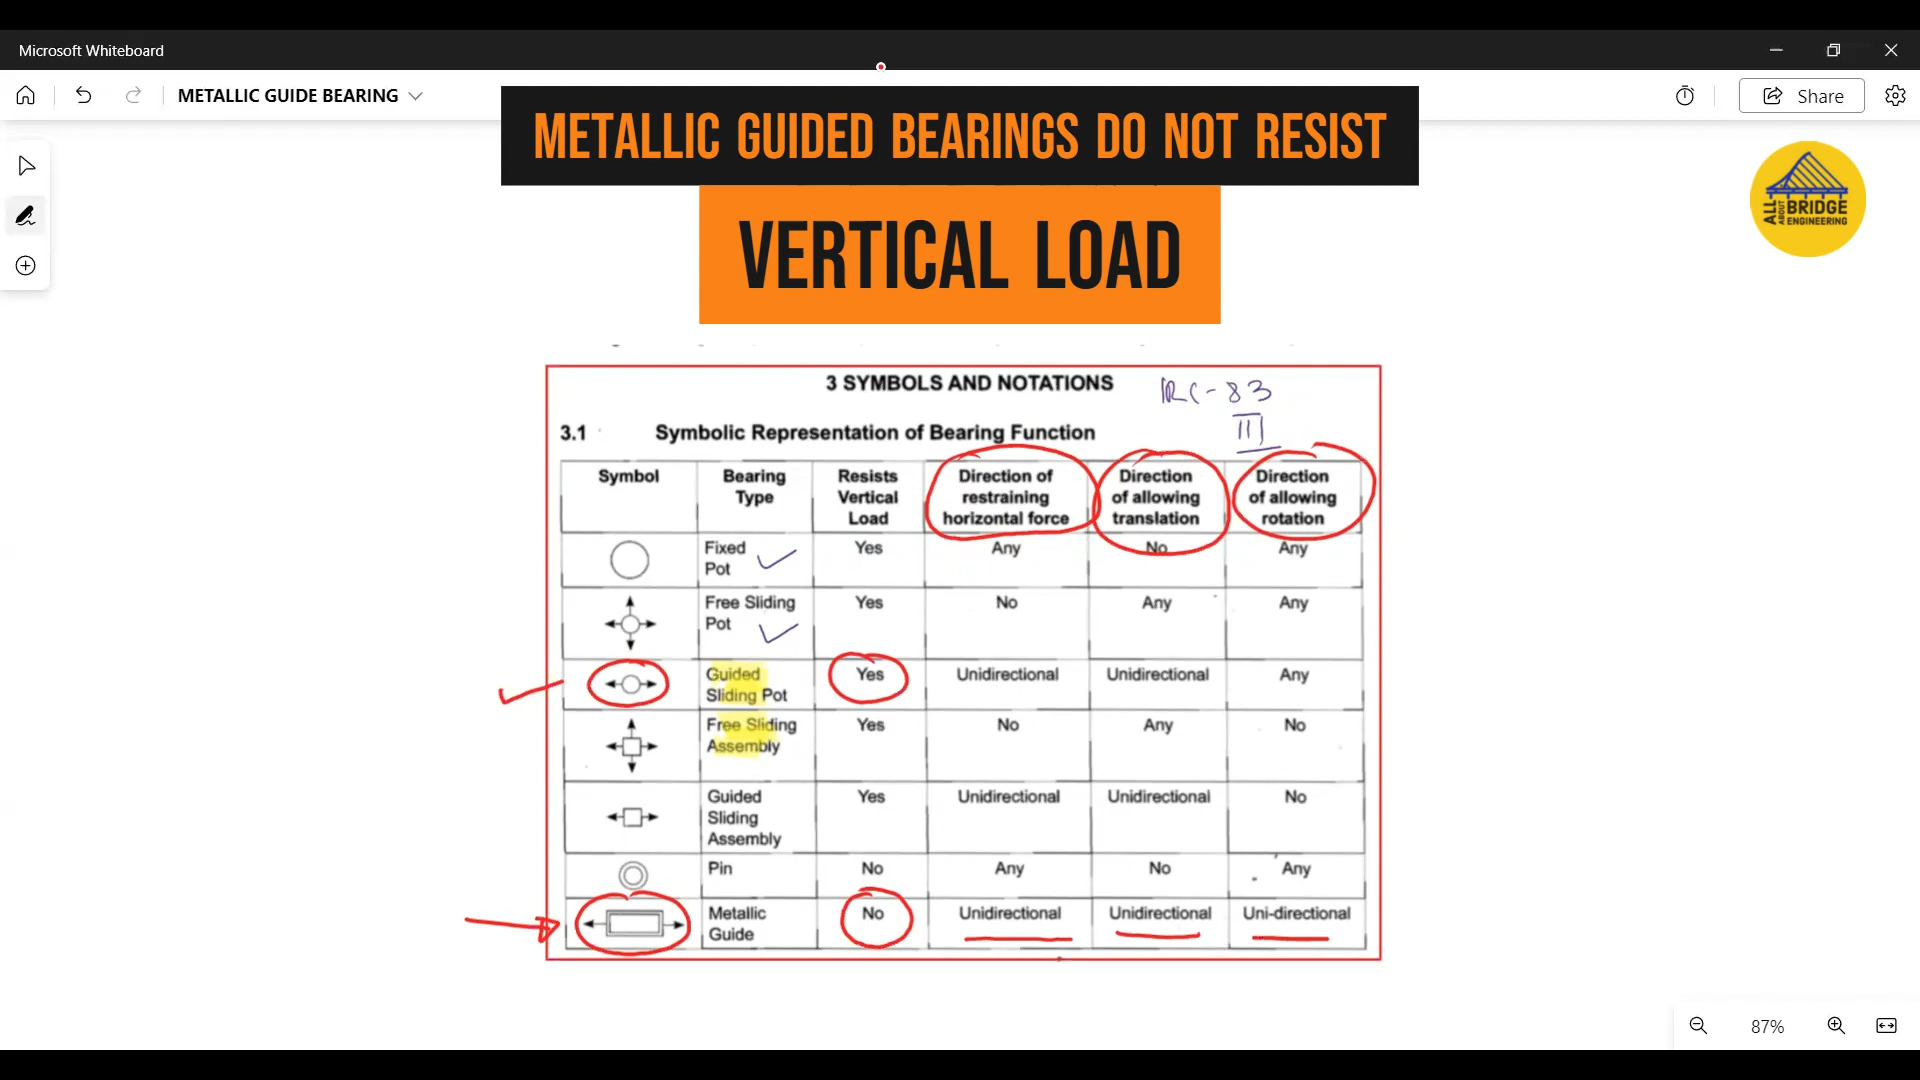 Microsoft Whiteboard
METALLIC GUIDE BEARING
Share
METALLIC GUIDED BEARINGS DO NOT RESIST
VERTICAL LOAD
ALL ABOUT BRIDGE ENGINEERING
3 SYMBOLS AND NOTATIONS
IRC-83
III
3.1 Symbolic Representation of Bearing Function
Symbol Bearing Type Resists Vertical Load Direction of restraining horizontal force Direction of allowing translation Direction of allowing rotation
Fixed Pot Yes Any No Any
Free Sliding Pot Yes No Any Any
Guided Sliding Pot Yes Unidirectional Unidirectional Any
Free Sliding Assembly Yes No Any No
Guided Sliding Assembly Yes Unidirectional Unidirectional No
Pin No Any No Any
Metallic Guide No Unidirectional Unidirectional Uni-directional
87%